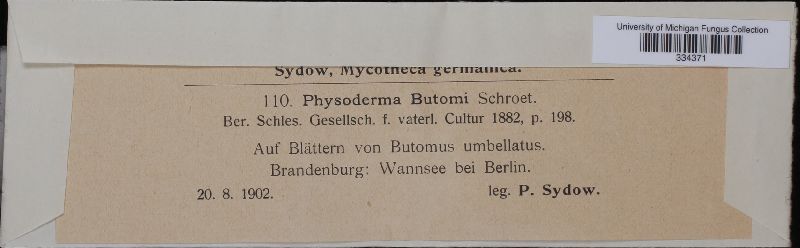 University of Michigan Fungus Collection
334371
Sydow, Mycotheca germanica.
110. Physoderma Butomi Schroet.
Ber. Schles. Gesellsch. f. vaterl. Cultur 1882, p. 198.
Auf Blättern von Butomus umbellatus.
Brandenburg: Wannsee bei Berlin.
20. 8. 1902. leg. P. Sydow.